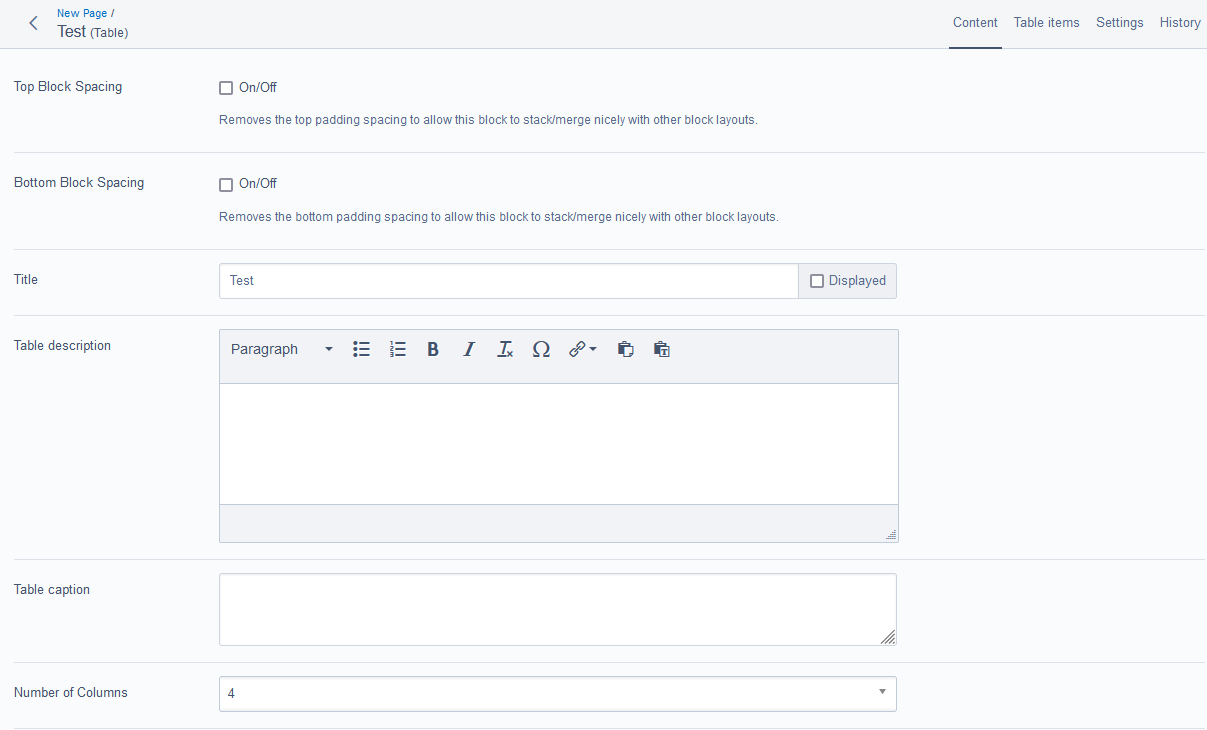 New Page /
Test (Table)
Content Table items Settings History
Top Block Spacing
On/Off
Removes the top padding spacing to allow this block to stack/merge nicely with other block layouts.
Bottom Block Spacing
On/Off
Removes the bottom padding spacing to allow this block to stack/merge nicely with other block layouts.
Title
Test
Displayed
Table description
Paragraph
Table caption
Number of Columns
4